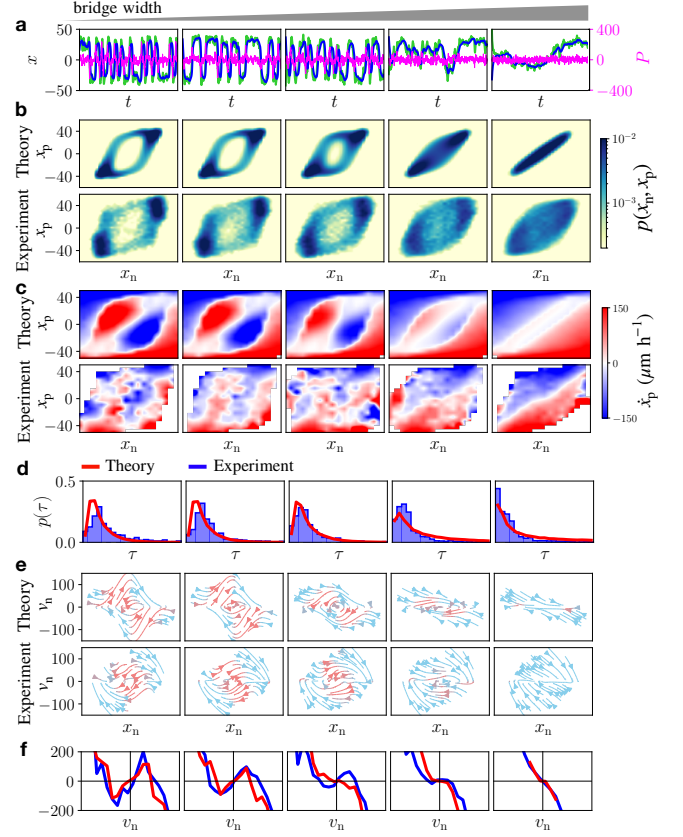 bridge width
a
50
0
−50
x
t
t
t
t
t
400
0
−400
P
b
Theory
x_p
40
0
−40
Experiment
x_p
40
0
−40
x_n
x_n
x_n
x_n
x_n
10^{−2}
10^{−3}
p(x_n, x_p)
c
Theory
x_p
40
0
−40
Experiment
x_p
40
0
−40
x_n
x_n
x_n
x_n
x_n
150
0
−150
ẋ_p (μm h^{−1})
d
Theory
Experiment
0.5
0.0
p(τ)
τ
τ
τ
τ
τ
e
Theory
v_n
100
0
−100
Experiment
v_n
100
0
−100
x_n
x_n
x_n
x_n
x_n
f
200
0
−200
v_n
v_n
v_n
v_n
v_n